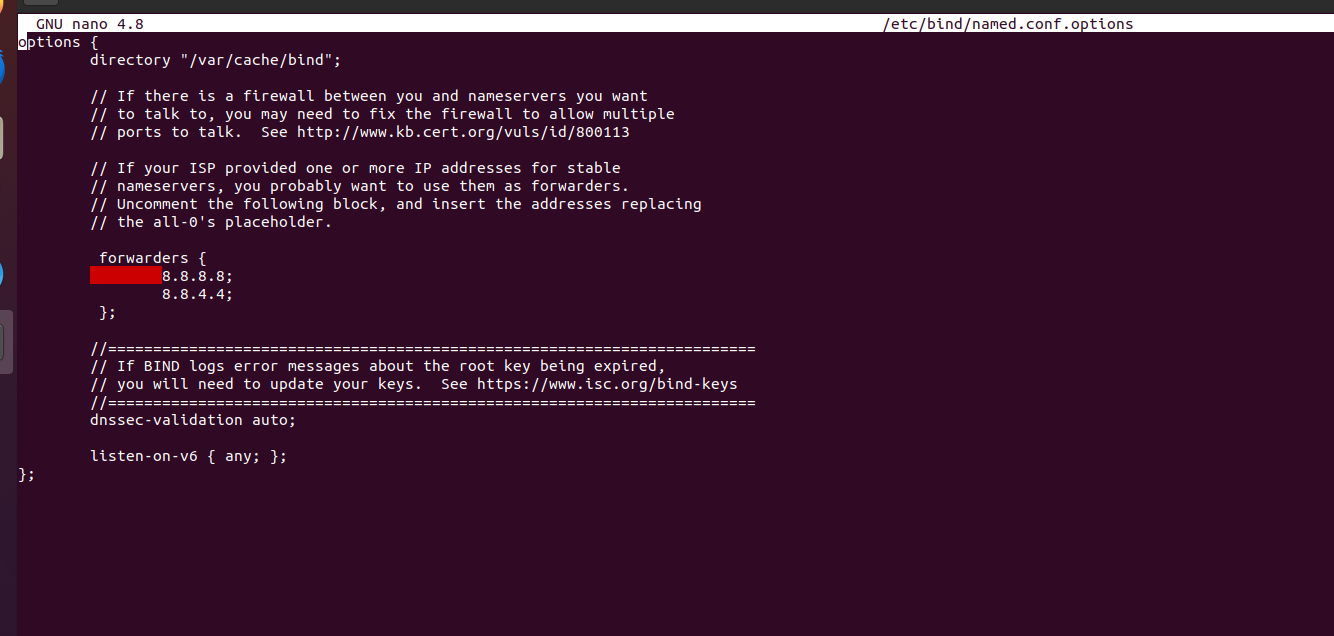 GNU nano 4.8 /etc/bind/named.conf.options
options {
directory "/var/cache/bind";
// If there is a firewall between you and nameservers you want
// to talk to, you may need to fix the firewall to allow multiple
// ports to talk.  See http://www.kb.cert.org/vuls/id/800113
// If your ISP provided one or more IP addresses for stable
// nameservers, you probably want to use them as forwarders.
// Uncomment the following block, and insert the addresses replacing
// the all-0's placeholder.
forwarders {
8.8.8.8;
8.8.4.4;
};
//========================================================================
// If BIND logs error messages about the root key being expired,
// you will need to update your keys.  See https://www.isc.org/bind-keys
//========================================================================
dnssec-validation auto;
listen-on-v6 { any; };
};